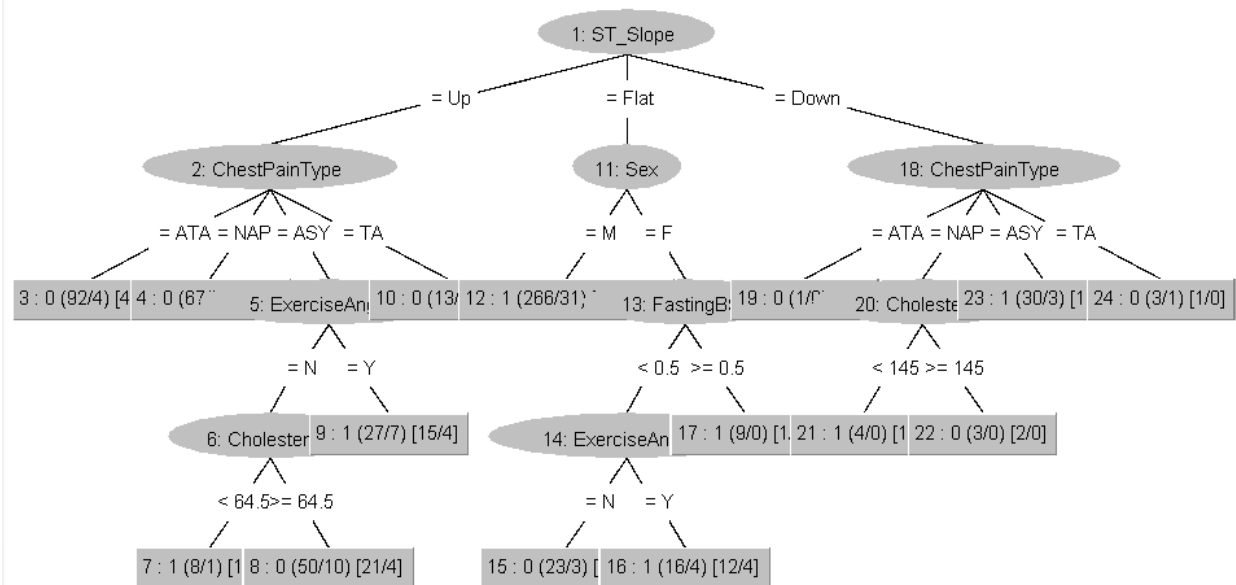 1: ST_Slope
= Up = Flat = Down
2: ChestPainType 11: Sex 18: ChestPainType
= ATA = NAP = ASY = TA = M = F = ATA = NAP = ASY = TA
3 : 0 (92/4) [4 4 : 0 (67 5: ExerciseAn 10 : 0 (13/ 12 : 1 (266/31) 13: FastingB 19 : 0 (1/ 20: Choleste 23 : 1 (30/3) [1 24 : 0 (3/1) [1/0]
= N = Y < 0.5 >= 0.5 < 145 >= 145
6: Cholester 9 : 1 (27/7) [15/4] 14: ExerciseAn 17 : 1 (9/0) [1 21 : 1 (4/0) [1 22 : 0 (3/0) [2/0]
< 64.5 >= 64.5 = N = Y
7 : 1 (8/1) [1 8 : 0 (50/10) [21/4] 15 : 0 (23/3) [ 16 : 1 (16/4) [12/4]